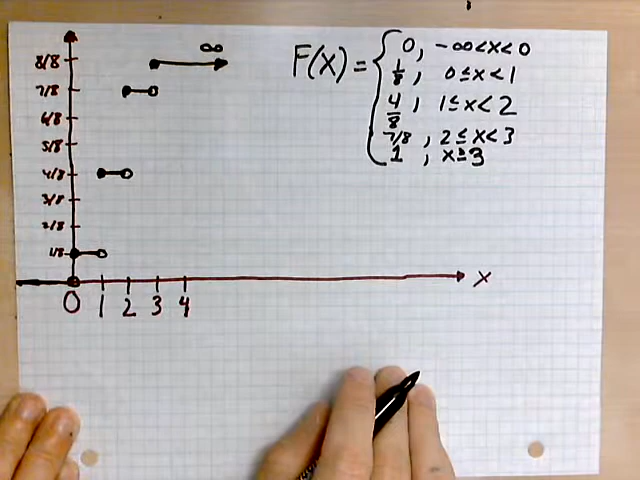 F(X) = { 0, -∞<x<0
1/8, 0≤x<1
4/8, 1≤x<2
7/8, 2≤x<3
1, x≥3
∞
8/8
7/8
6/8
5/8
4/8
3/8
2/8
1/8
0 1 2 3 4
X